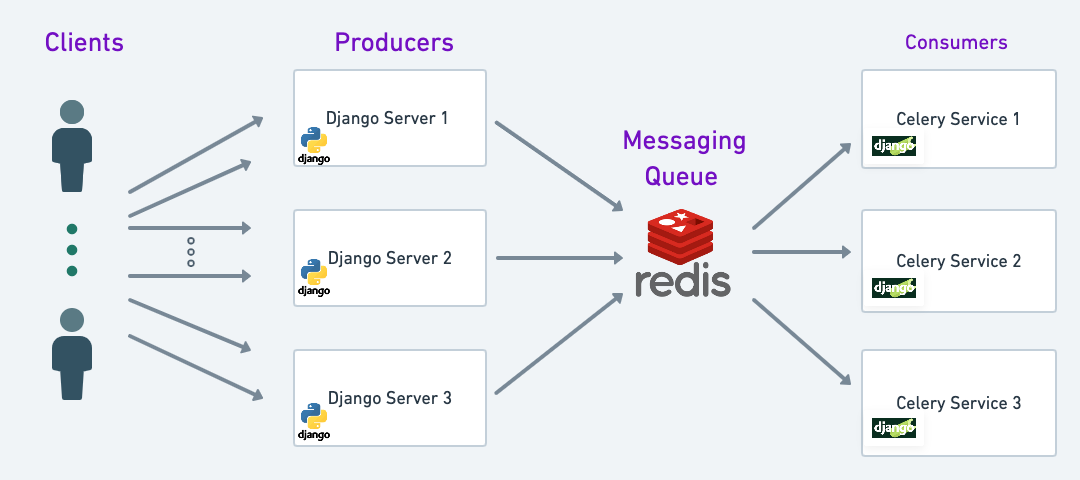 Clients
Producers
Consumers
Django Server 1
django
Django Server 2
django
Django Server 3
django
Messaging
Queue
redis
Celery Service 1
django
Celery Service 2
django
Celery Service 3
django